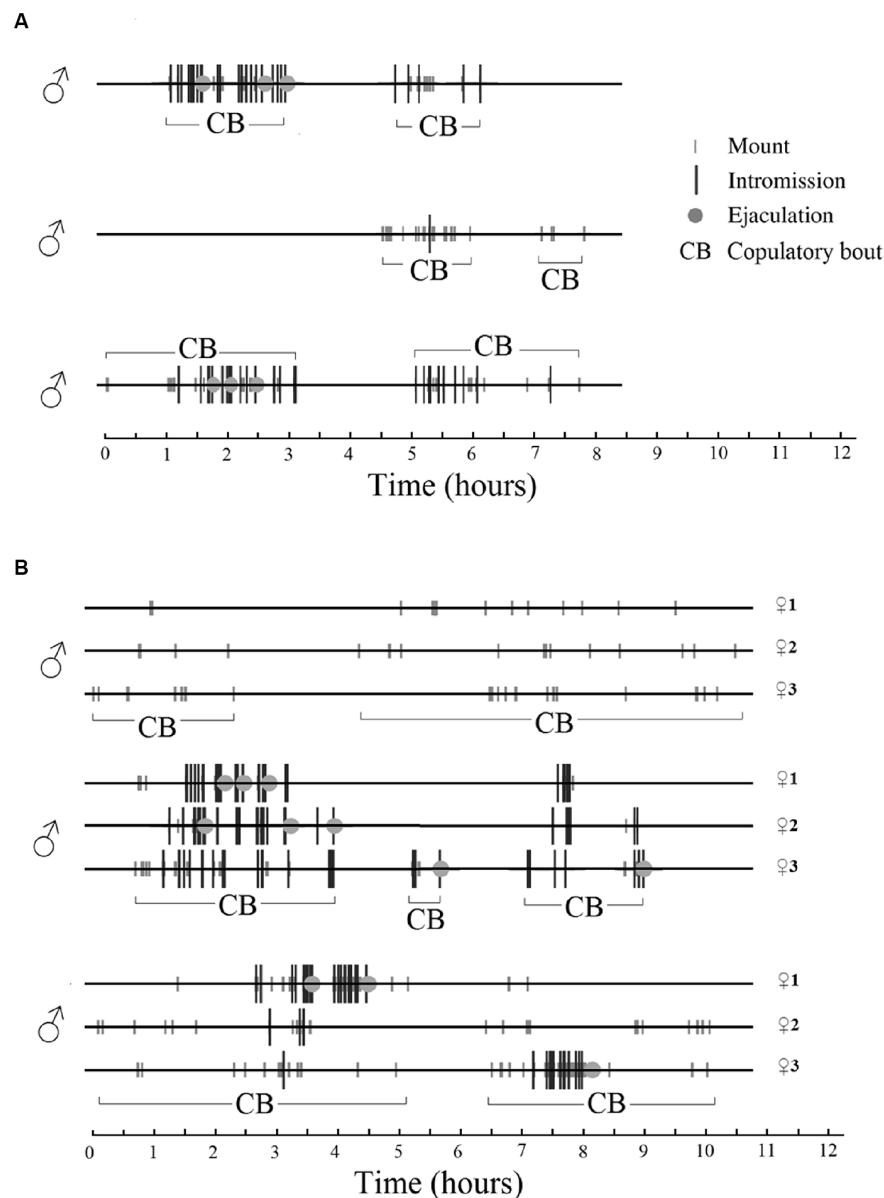 A
♂
CB CB
Mount
Intromission
Ejaculation
CB Copulatory bout
♂
CB CB
CB CB
♂
0 1 2 3 4 5 6 7 8 9 10 11 12
Time (hours)
B
♀1
♂ ♀2
♀3
CB CB
♀1
♂ ♀2
♀3
CB CB CB
♀1
♂ ♀2
♀3
CB CB
0 1 2 3 4 5 6 7 8 9 10 11 12
Time (hours)